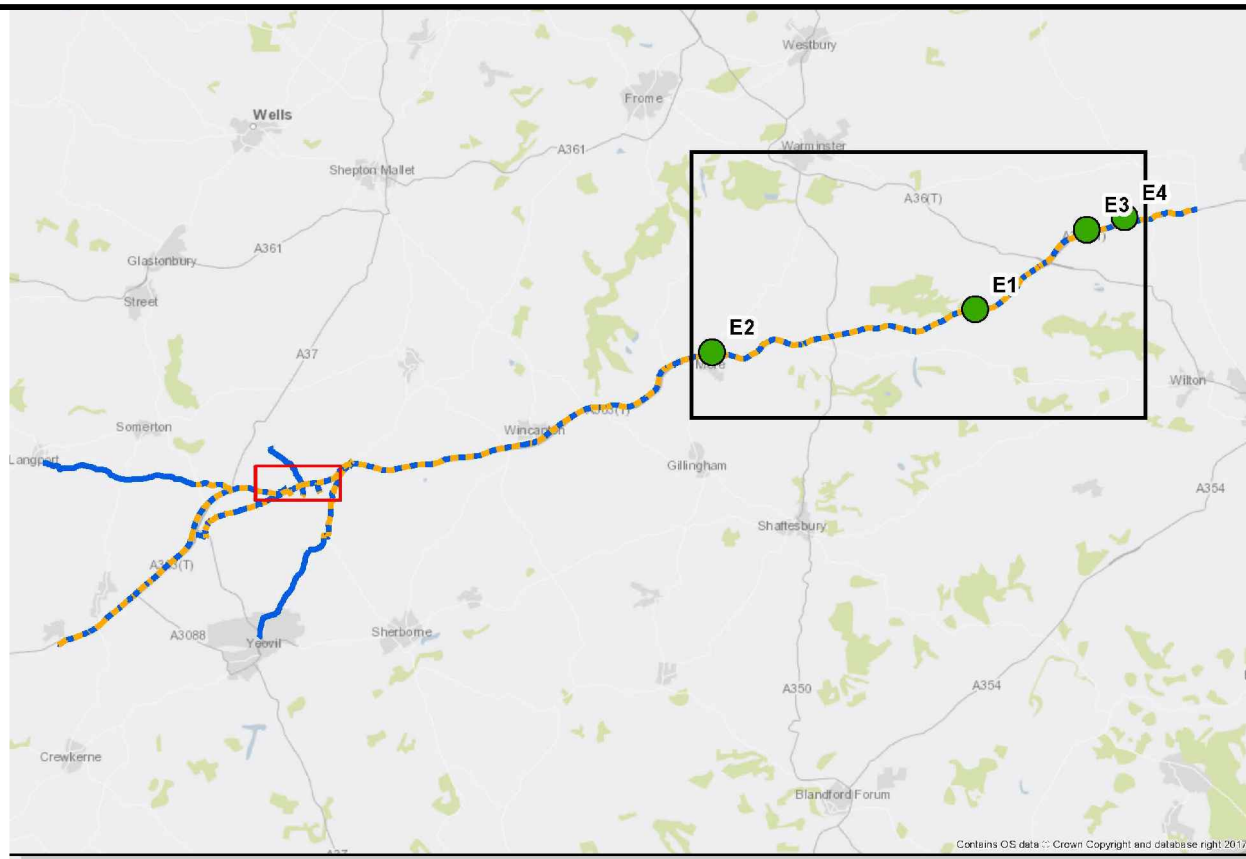 Westbury
Frome
Wells
Warminster
A361
Shepton Mallet
A36(T)
E4
E3
A361
Glastonbury
Street
E1
E2
A37
Wilton
Somerton
Wincanton
Langport
Gillingham
A354
Shaftesbury
A3088
Yeovil
Sherborne
A350
A354
Crewkerne
Blandford Forum
Contains OS data © Crown Copyright and database right 2017
A37